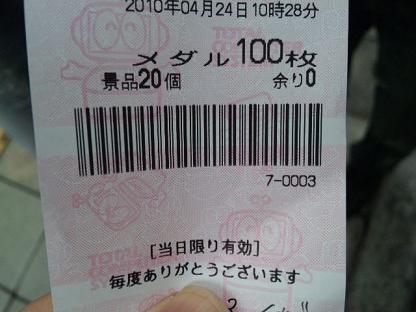 2010年04月24日10時28分
メダル100枚
景品20個 余り0
7-0003
[当日限り有効]
毎度ありがとうございます